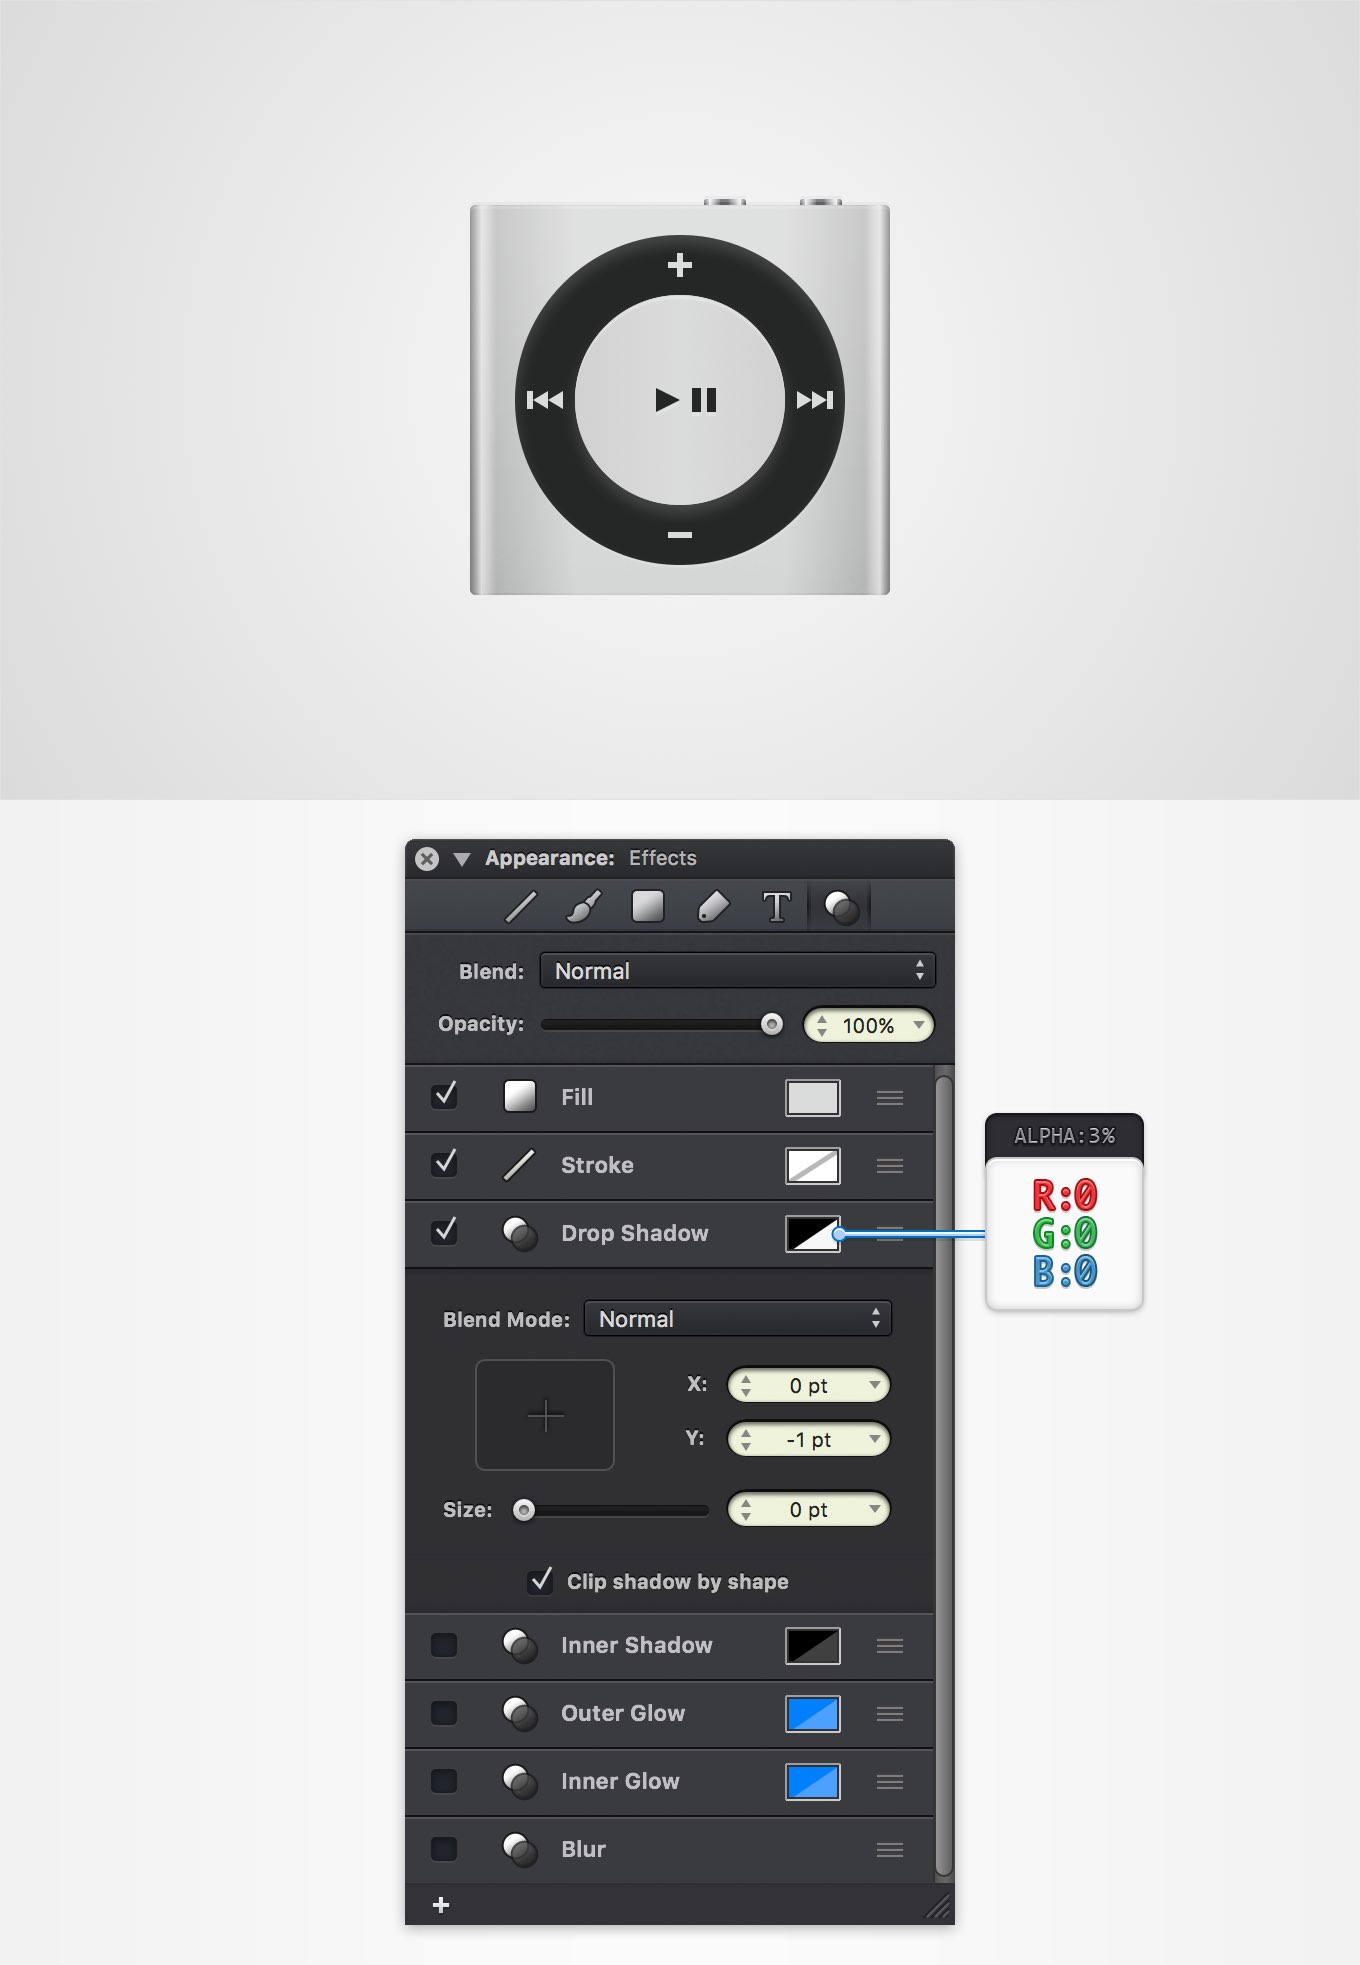 Appearance: Effects
T
Blend: Normal
Opacity: 100%
Fill
Stroke
Drop Shadow
ALPHA:3%
R:0
G:0
B:0
Blend Mode: Normal
X: 0 pt
Y: -1 pt
Size: 0 pt
Clip shadow by shape
Inner Shadow
Outer Glow
Inner Glow
Blur